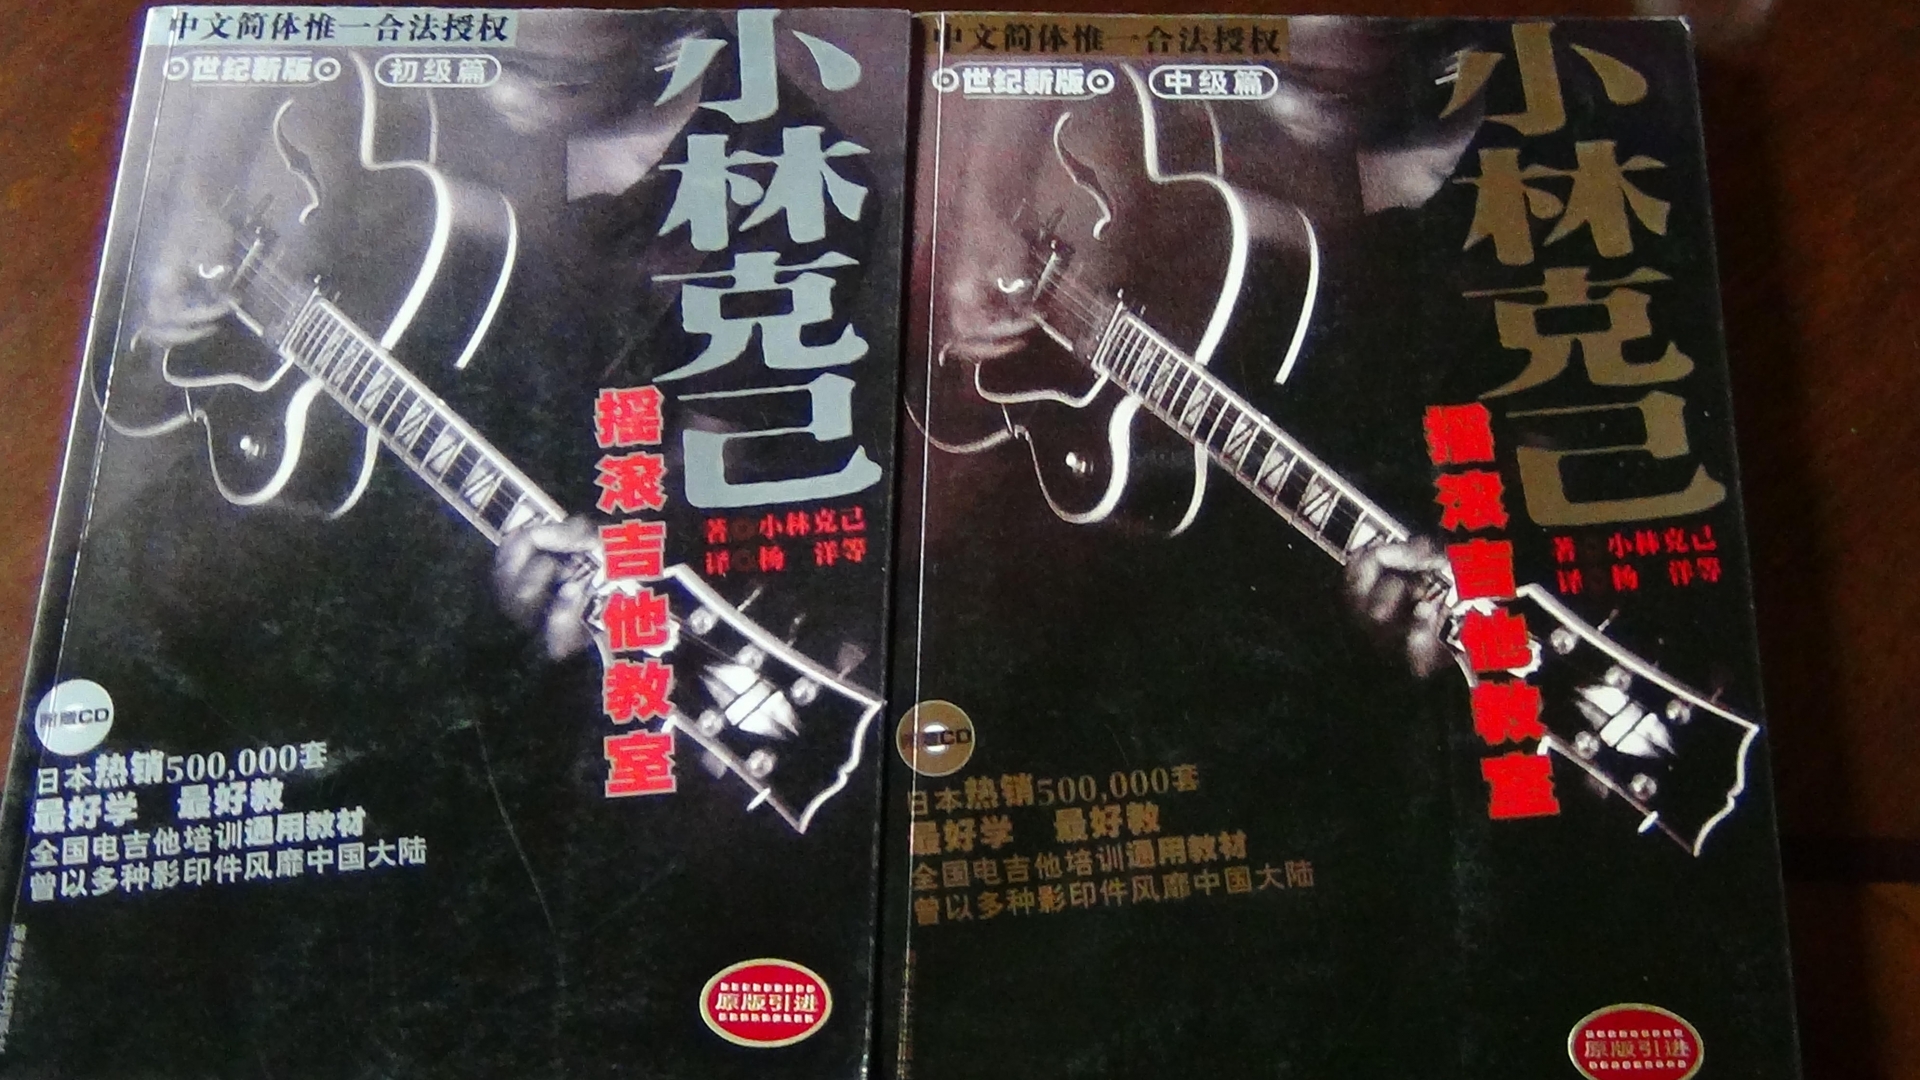 中文简体惟一合法授权
世纪新版
初级篇
小林克己
摇滚吉他教室
著 小林克己
译 杨 洋等
附赠CD
日本热销500,000套
最好学 最好教
全国电吉他培训通用教材
曾以多种影印件风靡中国大陆
原版引进
中文简体惟一合法授权
世纪新版
中级篇
小林克己
摇滚吉他教室
著 小林克己
译 杨 洋等
附赠CD
日本热销500,000套
最好学 最好教
全国电吉他培训通用教材
曾以多种影印件风靡中国大陆
原版引进